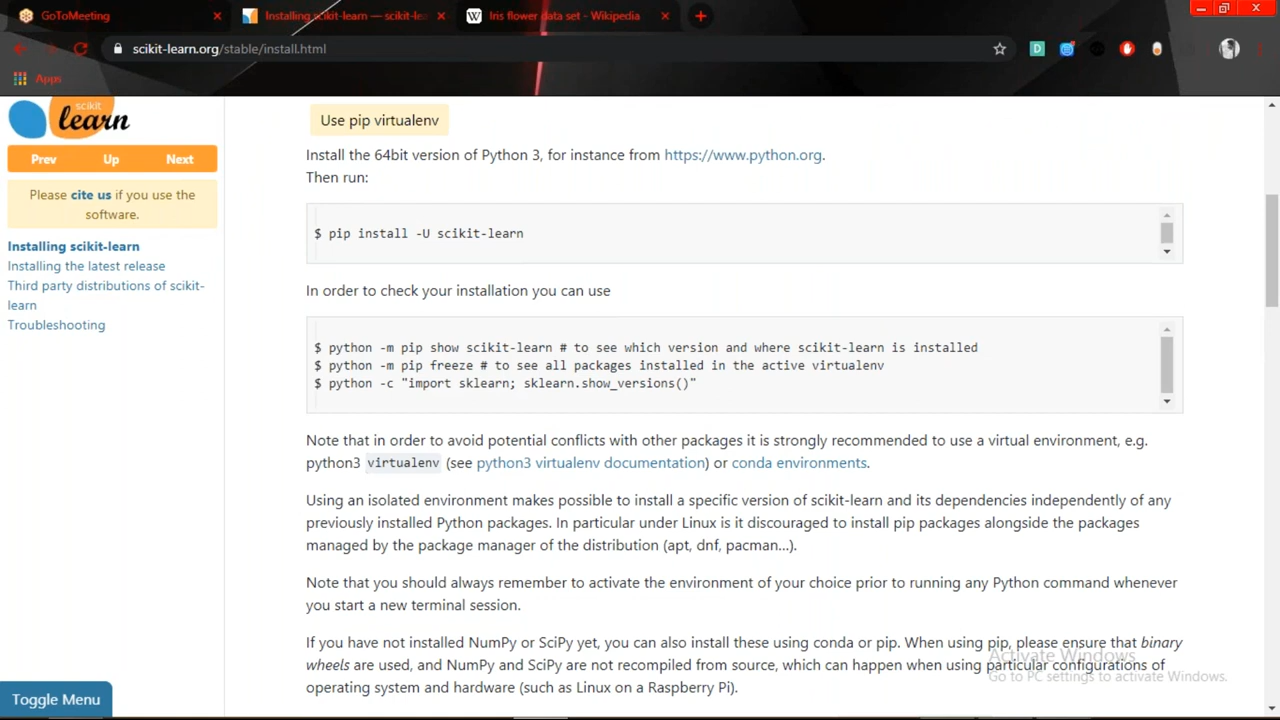 GoToMeeting
Installing scikit-learn — scikit-le
Iris flower data set - Wikipedia
scikit-learn.org/stable/install.html
Apps
scikit
learn
Prev Up Next
Please cite us if you use the
software.
Installing scikit-learn
Installing the latest release
Third party distributions of scikit-
learn
Troubleshooting
Toggle Menu
Use pip virtualenv
Install the 64bit version of Python 3, for instance from https://www.python.org.
Then run:
$ pip install -U scikit-learn
In order to check your installation you can use
$ python -m pip show scikit-learn # to see which version and where scikit-learn is installed
$ python -m pip freeze # to see all packages installed in the active virtualenv
$ python -c "import sklearn; sklearn.show_versions()"
Note that in order to avoid potential conflicts with other packages it is strongly recommended to use a virtual environment, e.g.
python3 virtualenv (see python3 virtualenv documentation) or conda environments.
Using an isolated environment makes possible to install a specific version of scikit-learn and its dependencies independently of any
previously installed Python packages. In particular under Linux is it discouraged to install pip packages alongside the packages
managed by the package manager of the distribution (apt, dnf, pacman…).
Note that you should always remember to activate the environment of your choice prior to running any Python command whenever
you start a new terminal session.
If you have not installed NumPy or SciPy yet, you can also install these using conda or pip. When using pip, please ensure that binary
wheels are used, and NumPy and SciPy are not recompiled from source, which can happen when using particular configurations of
operating system and hardware (such as Linux on a Raspberry Pi).
Activate Windows
Go to PC settings to activate Windows.